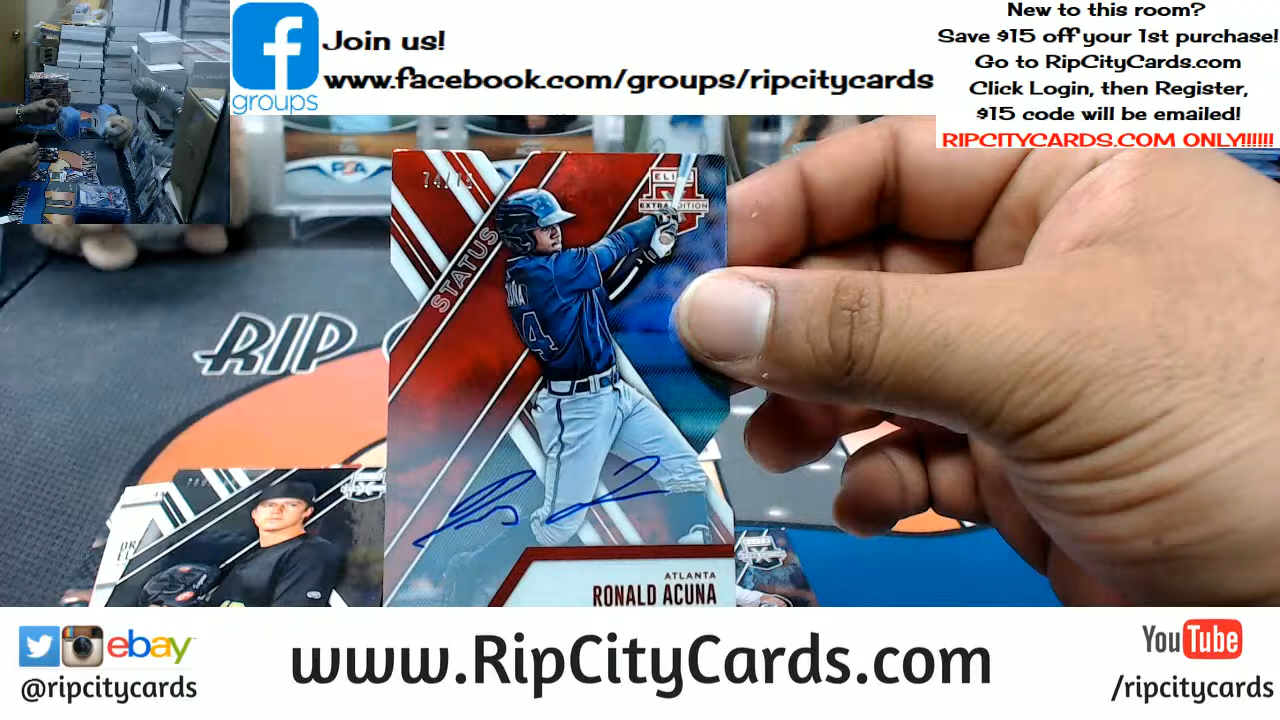 Join us!
www.facebook.com/groups/ripcitycards
groups
New to this room?
Save $15 off your 1st purchase!
Go to RipCityCards.com
Click Login, then Register,
$15 code will be emailed!
RIPCITYCARDS.COM ONLY!!!!!!
PSA
ELITE
EXTRA EDITION
STATUS
RIP
ATLANTA
RONALD ACUNA
ebay
@ripcitycards
www.RipCityCards.com
YouTube
/ripcitycards